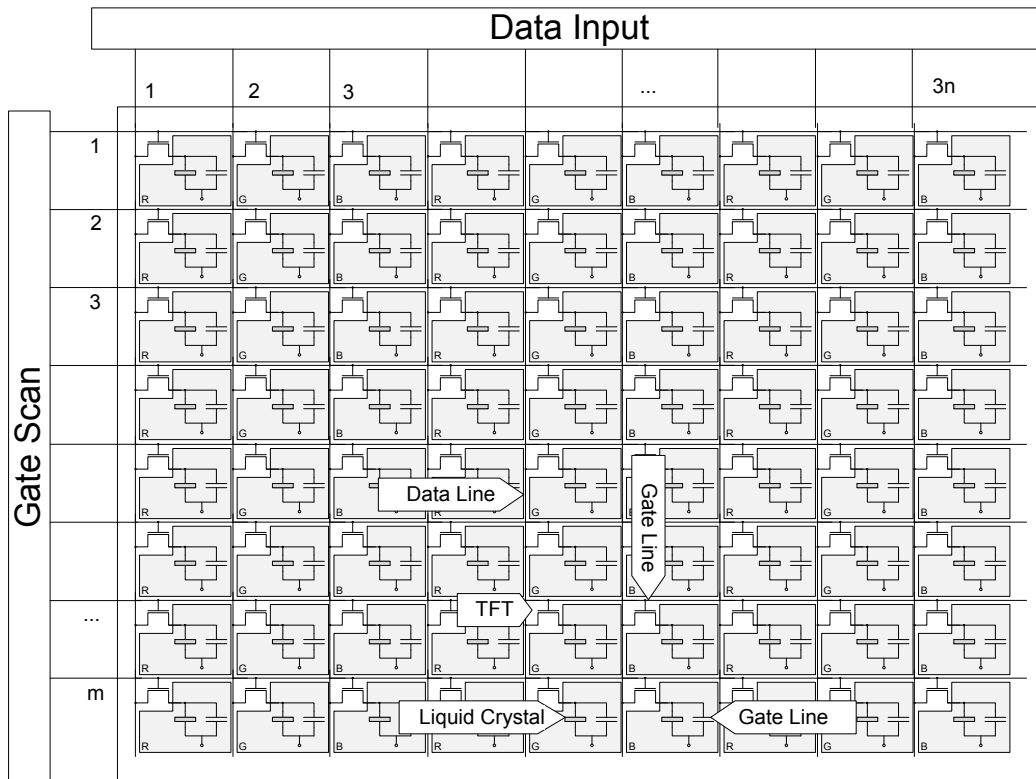 Data Input
1 2 3 ... 3n
Gate Scan
1
R G B R G B R G B
2
R G B R G B R G B
3
R G B R G B R G B
R G B R G B R G B
Data Line
Gate Line
R G B R G B R G B
R G B R G B R G B
TFT
...
R G B R G B R G B
m
Liquid Crystal
Gate Line
R G B R G B R G B